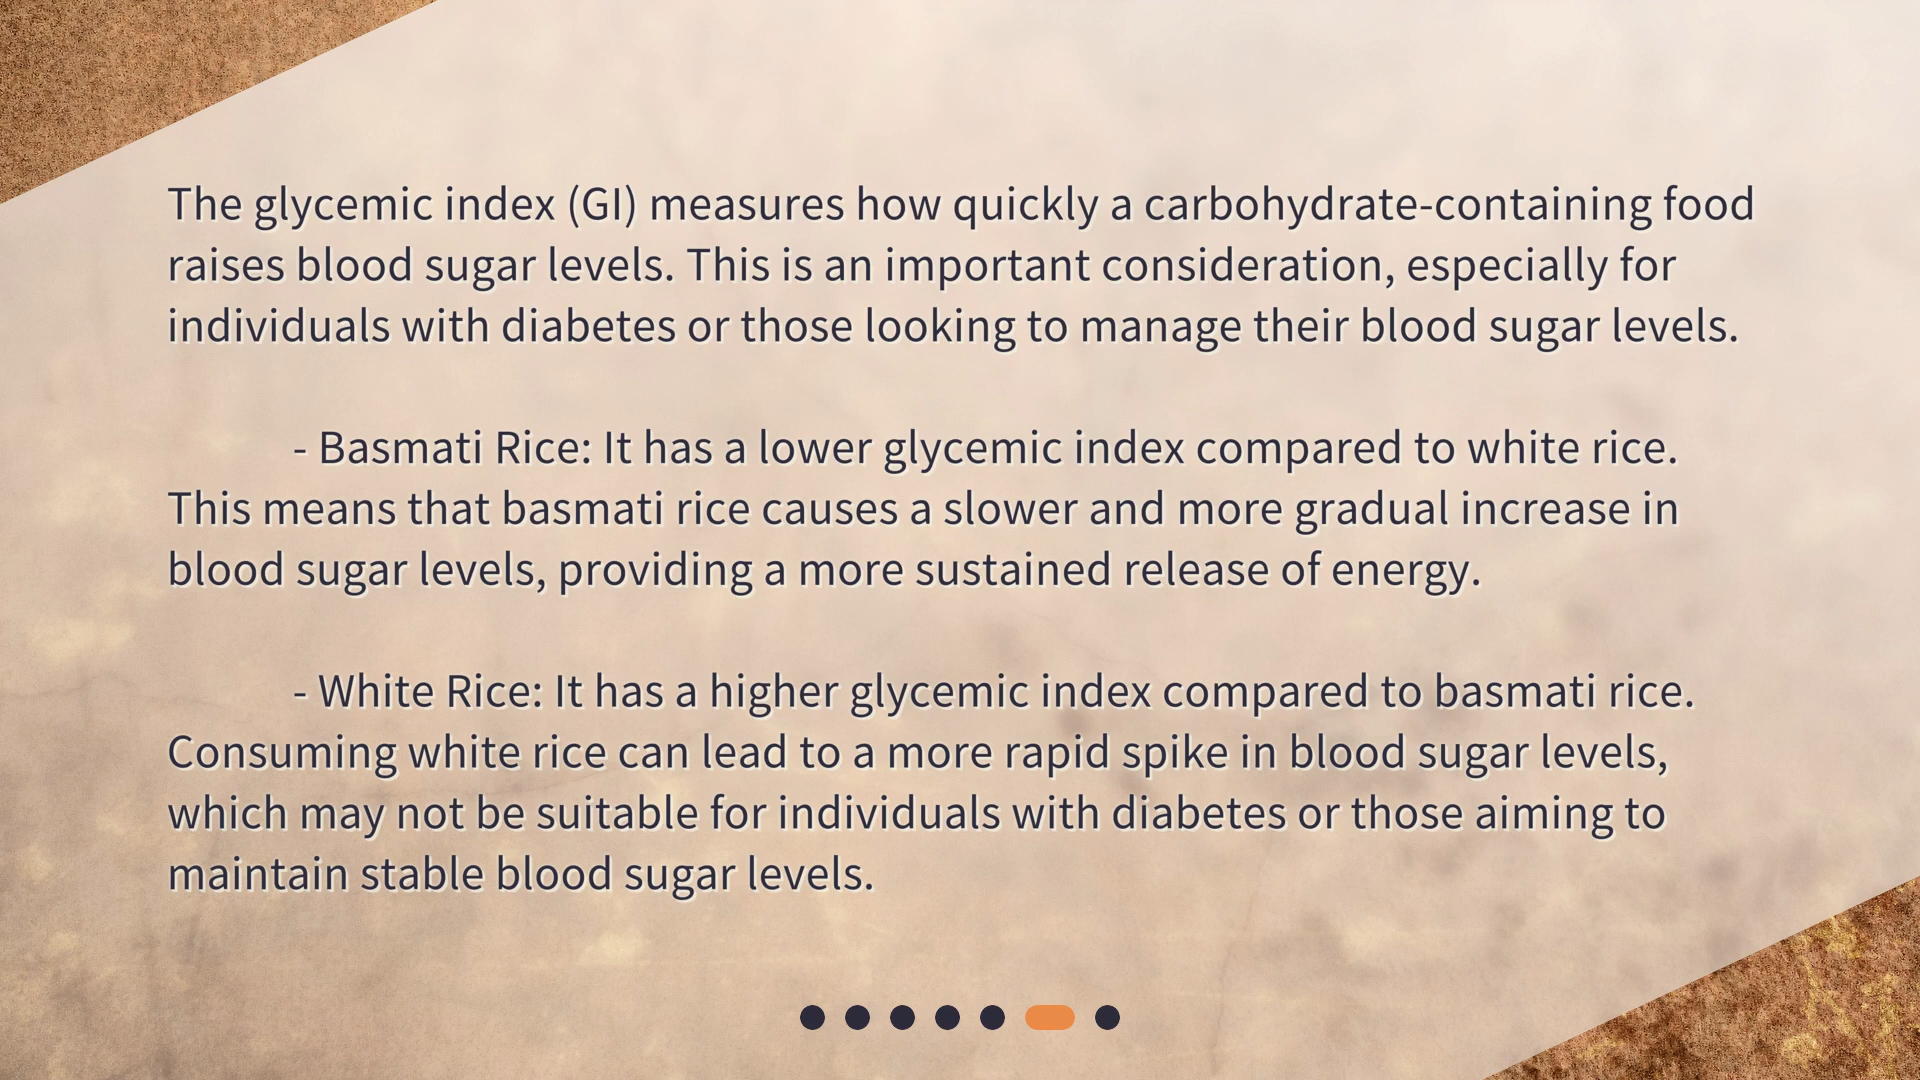 The glycemic index (GI) measures how quickly a carbohydrate-containing food
raises blood sugar levels. This is an important consideration, especially for
individuals with diabetes or those looking to manage their blood sugar levels.
- Basmati Rice: It has a lower glycemic index compared to white rice.
This means that basmati rice causes a slower and more gradual increase in
blood sugar levels, providing a more sustained release of energy.
- White Rice: It has a higher glycemic index compared to basmati rice.
Consuming white rice can lead to a more rapid spike in blood sugar levels,
which may not be suitable for individuals with diabetes or those aiming to
maintain stable blood sugar levels.